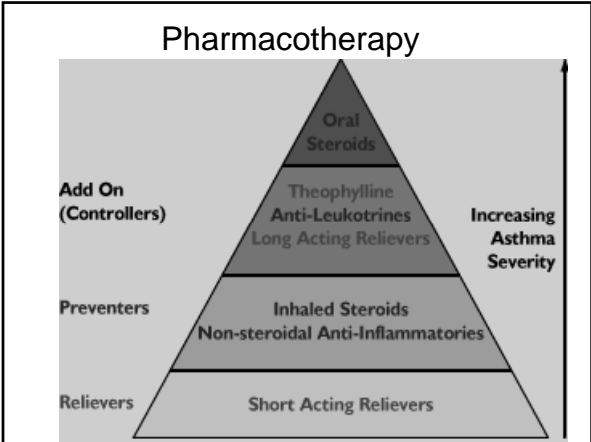 Pharmacotherapy
Oral
Steroids
Add On
(Controllers)
Theophylline
Anti-Leukotrines
Long Acting Relievers
Increasing
Asthma
Severity
Preventers
Inhaled Steroids
Non-steroidal Anti-Inflammatories
Relievers
Short Acting Relievers